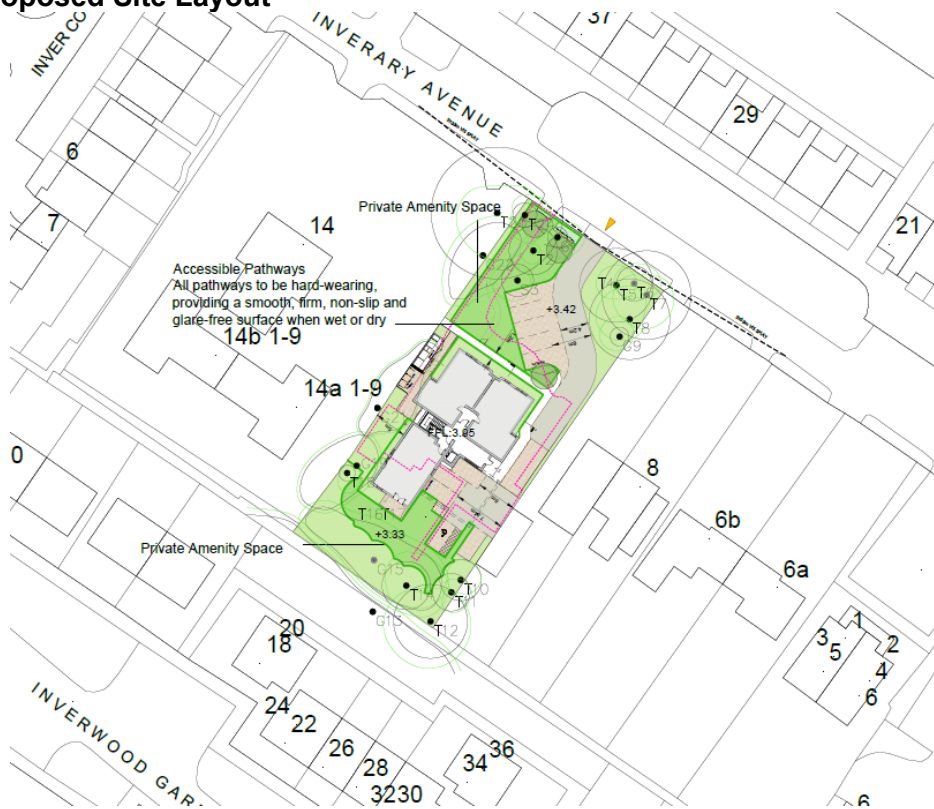 oposed Site Layout
INVER CO
INVERARY AVENUE
37
29
21
6
7
14
Private Amenity Space
Accessible Pathways
All pathways to be hard-wearing,
providing a smooth, firm, non-slip and
glare-free surface when wet or dry
14b 1-9
14a 1-9
+3.42
T
T
T
T7
T8
G9
FFL:3.95
0
8
6b
6a
T16
+3.33
Private Amenity Space
G15
T
T10
T11
G13
T12
20
18
1
3
5
2
4
6
24
22
26
28
3230
34
36
INVERWOOD GAR
6